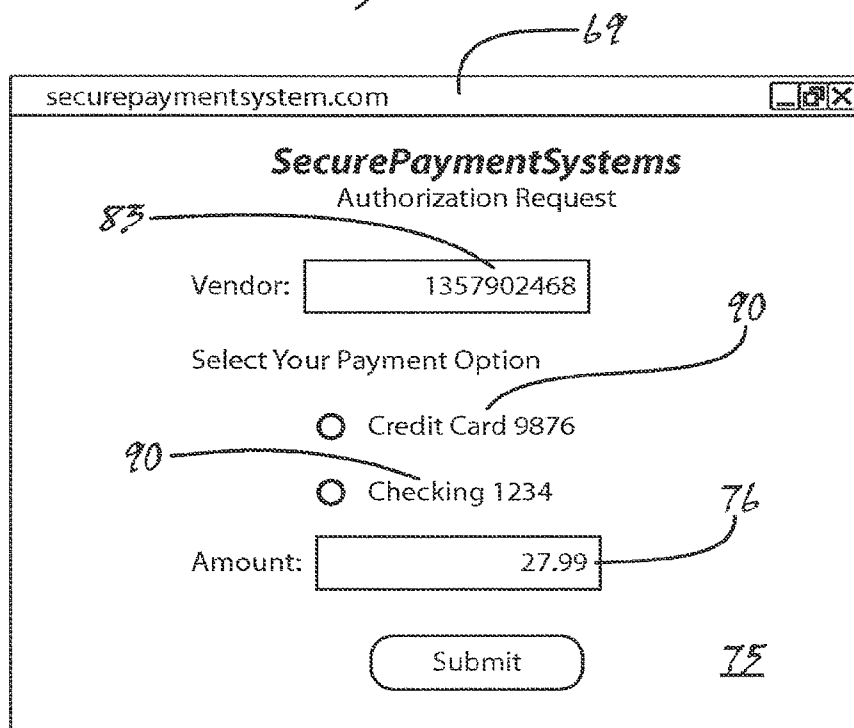 69
securepaymentsystem.com
SecurePaymentSystems
Authorization Request
83
Vendor: 1357902468
90
Select Your Payment Option
Credit Card 9876
90
Checking 1234
76
Amount: 27.99
Submit
75